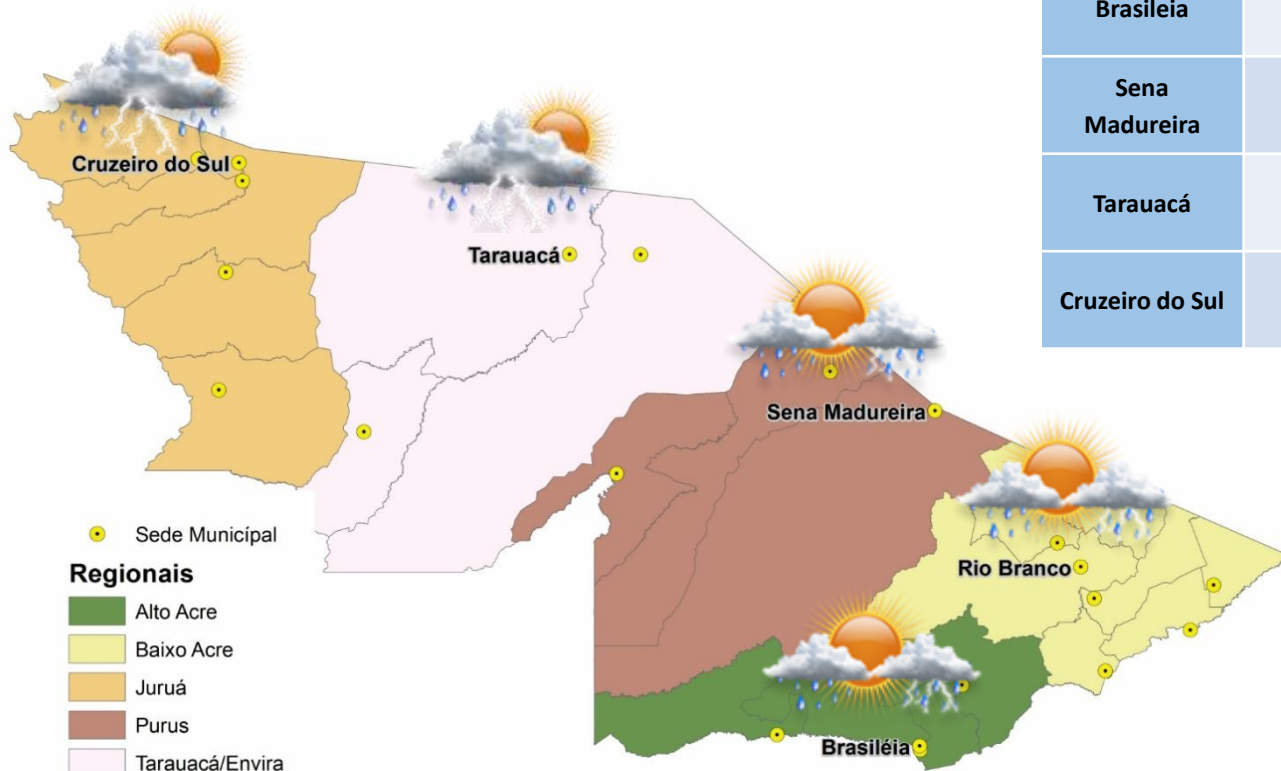 Brasileia
Sena
Madureira
Tarauacá
Cruzeiro do Sul
Cruzeiro do Sul
Tarauacá
Sena Madureira
Rio Branco
Brasiléia
Sede Municípal
Regionais
Alto Acre
Baixo Acre
Juruá
Purus
Tarauacá/Envira